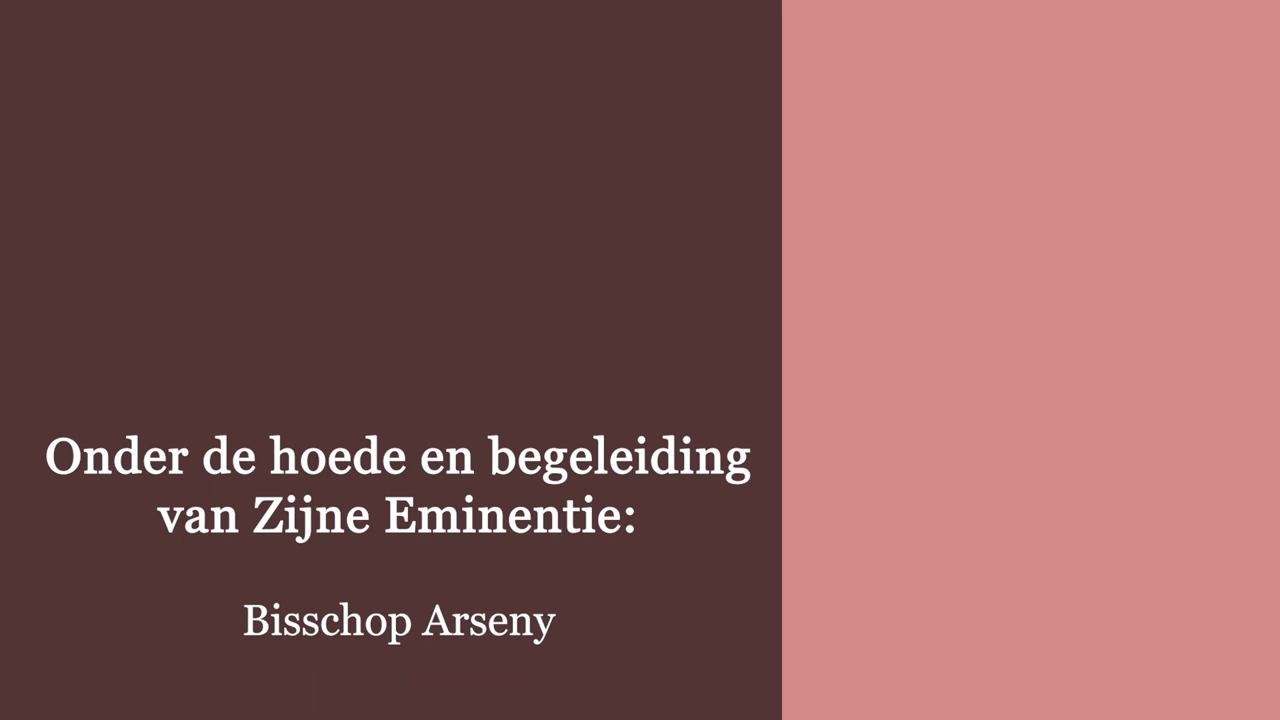 Onder de hoede en begeleiding
van Zijne Eminentie:
Bisschop Arseny